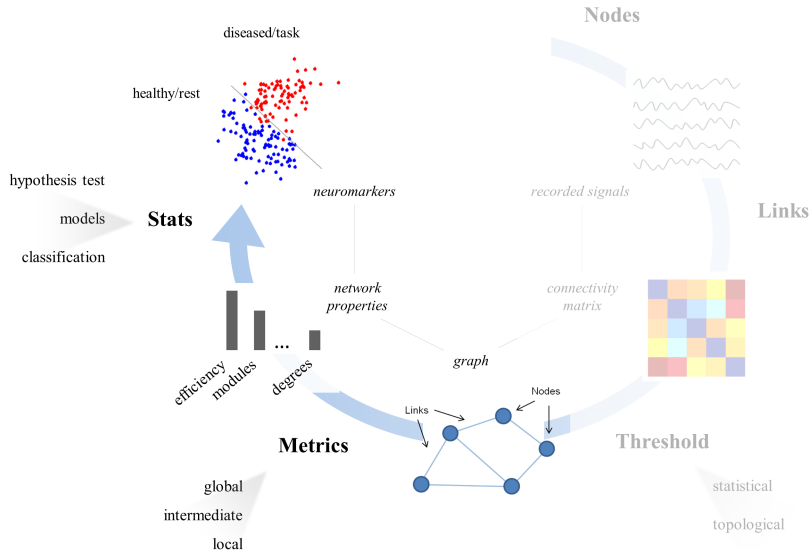 Nodes
diseased/task
healthy/rest
hypothesis test
neuromarkers
recorded signals
models
Stats
Links
classification
network
properties
connectivity
matrix
...
graph
efficiency
modules
degrees
Nodes
Links
Metrics
Threshold
global
intermediate
local
statistical
topological